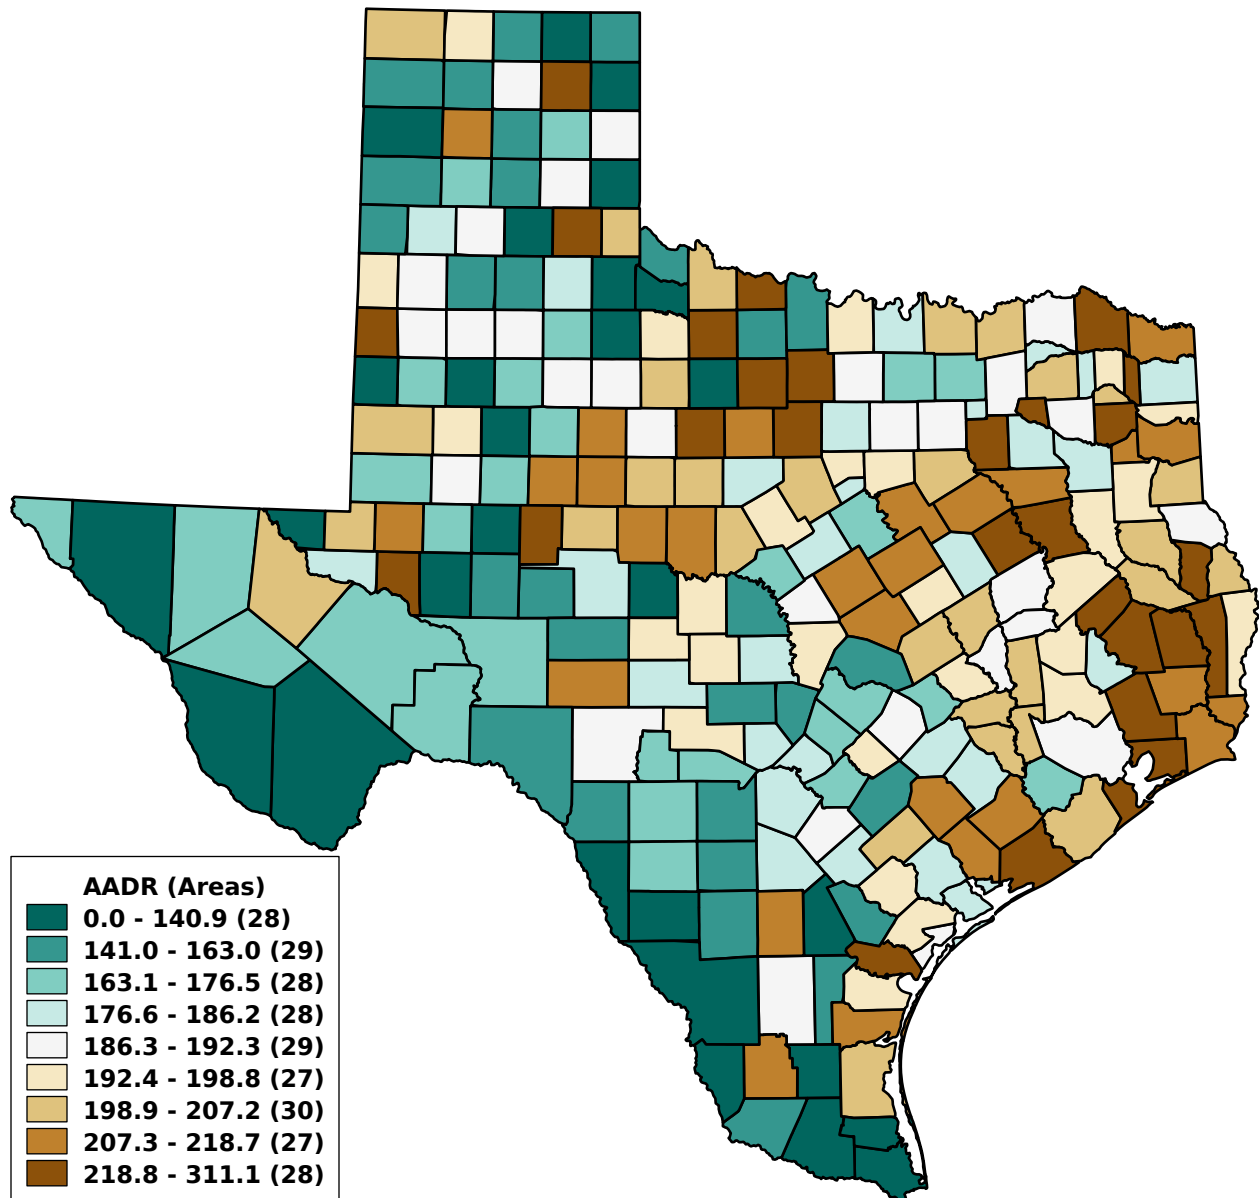 AADR (Areas)
0.0 - 140.9 (28)
141.0 - 163.0 (29)
163.1 - 176.5 (28)
176.6 - 186.2 (28)
186.3 - 192.3 (29)
192.4 - 198.8 (27)
198.9 - 207.2 (30)
207.3 - 218.7 (27)
218.8 - 311.1 (28)